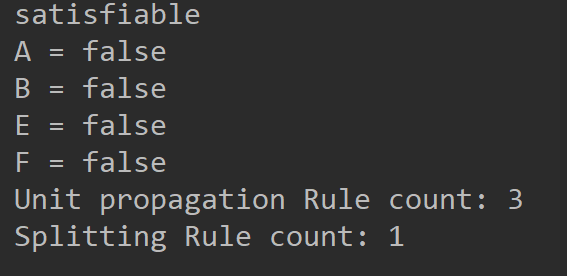 satisfiable
A = false
B = false
E = false
F = false
Unit propagation Rule count: 3
Splitting Rule count: 1